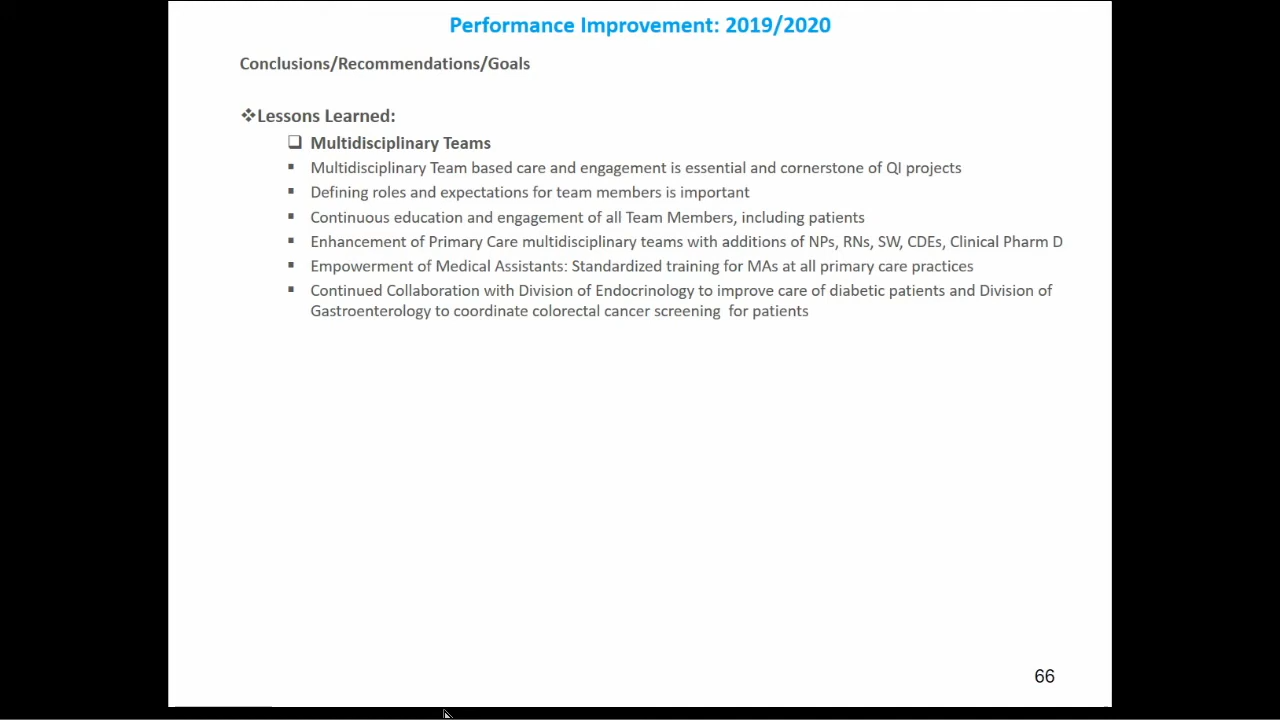 Performance Improvement: 2019/2020
Conclusions/Recommendations/Goals
❖Lessons Learned:
❑ Multidisciplinary Teams
▪ Multidisciplinary Team based care and engagement is essential and cornerstone of QI projects
▪ Defining roles and expectations for team members is important
▪ Continuous education and engagement of all Team Members, including patients
▪ Enhancement of Primary Care multidisciplinary teams with additions of NPs, RNs, SW, CDEs, Clinical Pharm D
▪ Empowerment of Medical Assistants: Standardized training for MAs at all primary care practices
▪ Continued Collaboration with Division of Endocrinology to improve care of diabetic patients and Division of
Gastroenterology to coordinate colorectal cancer screening  for patients
66